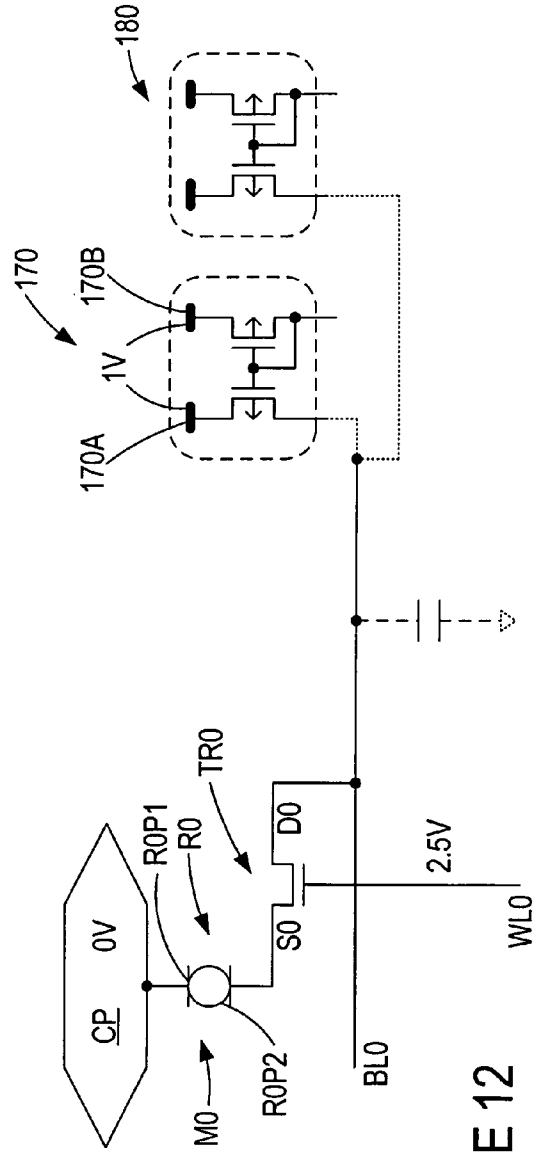 CP 0V
M0
R0P1
R0
R0P2
TR0
S0 D0
BL0
WL0
2.5V
170
170A 1V 170B
180
E 12